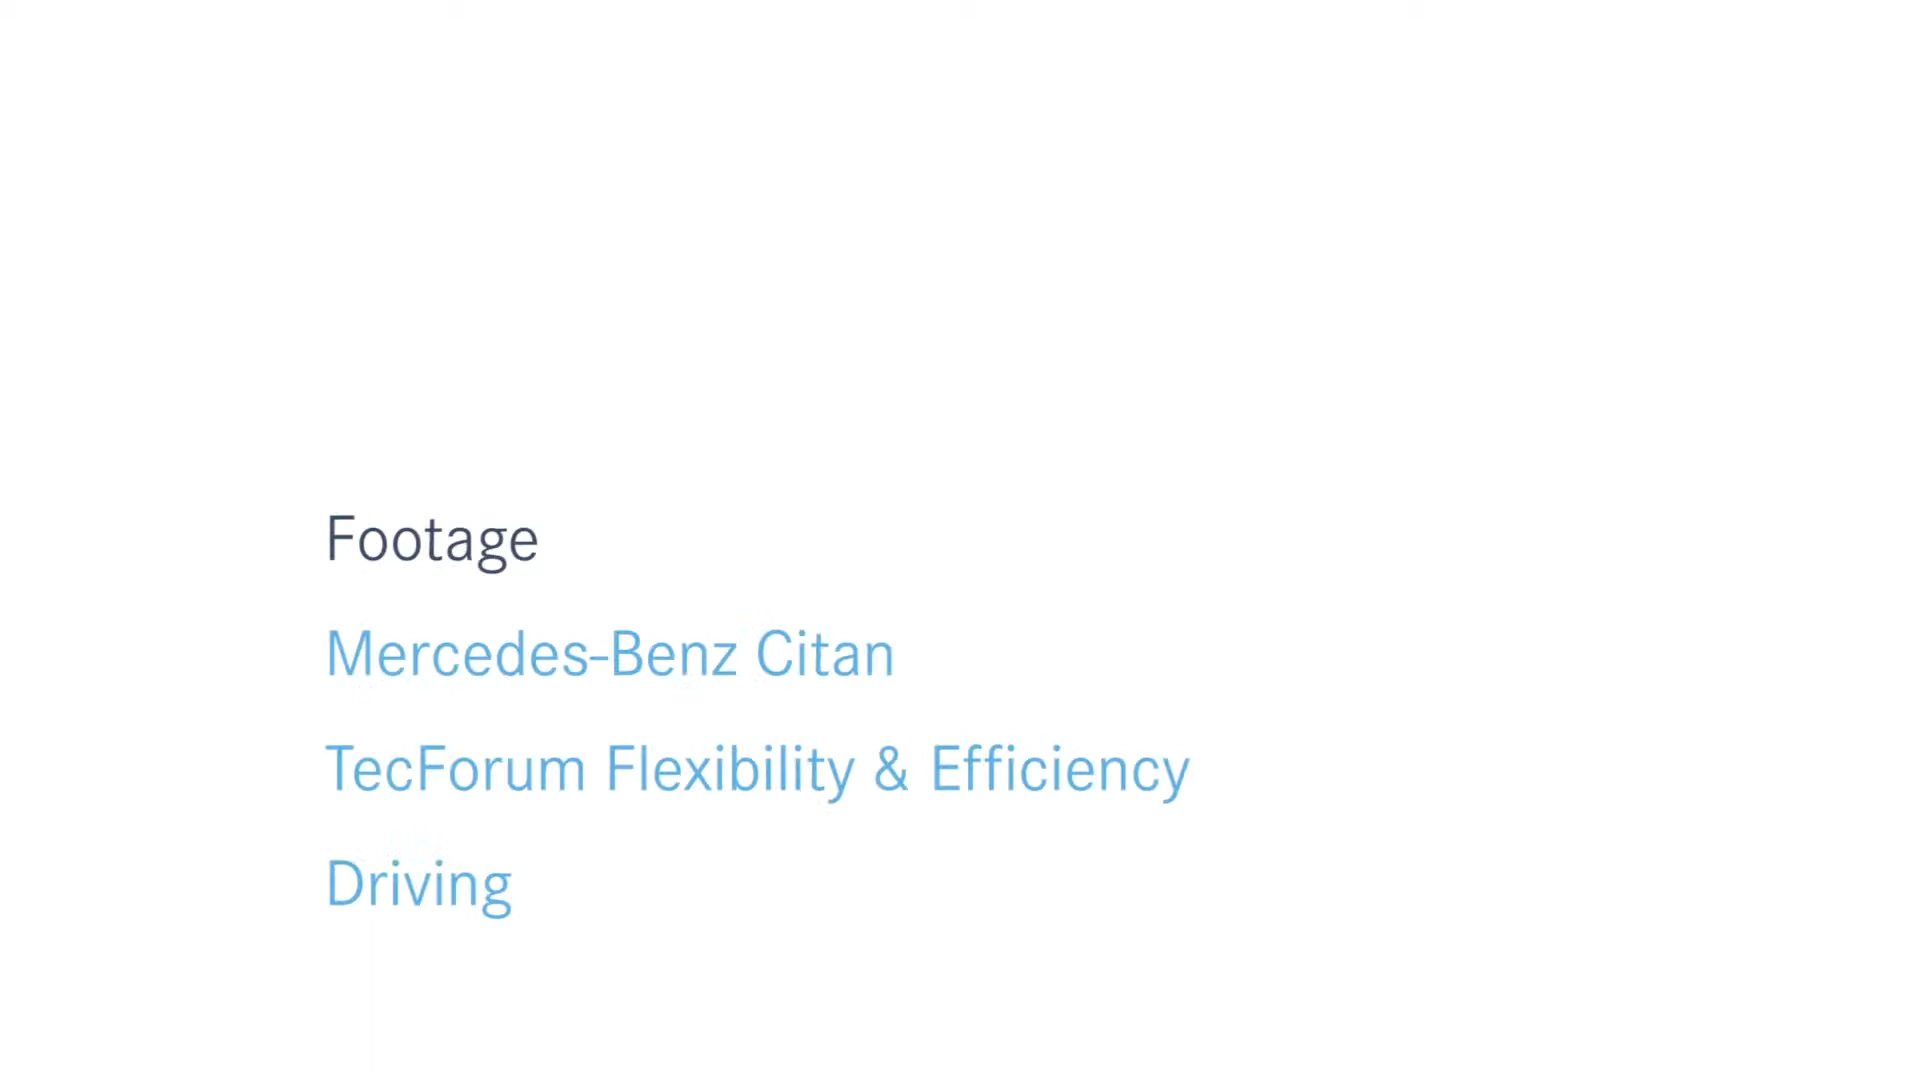 Footage
Mercedes-Benz Citan
TecForum Flexibility & Efficiency
Driving